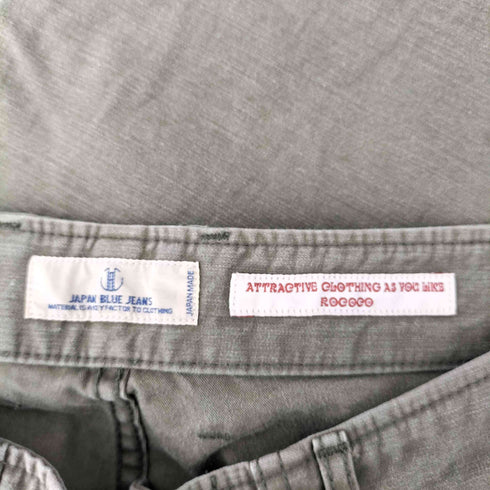 JAPAN BLUE JEANS
MATERIAL IS KEY FACTOR TO CLOTHING
JAPAN MADE
ATTRACTIVE CLOTHING AS YOU LIKE
ROCOCO